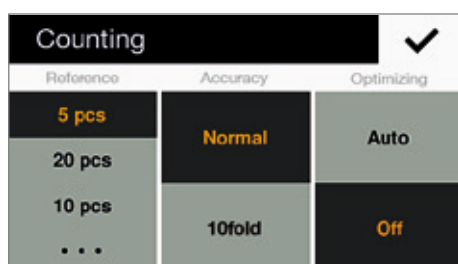 Counting
Reference Accuracy Optimizing
5 pcs
Normal Auto
20 pcs
10 pcs
10fold Off
...